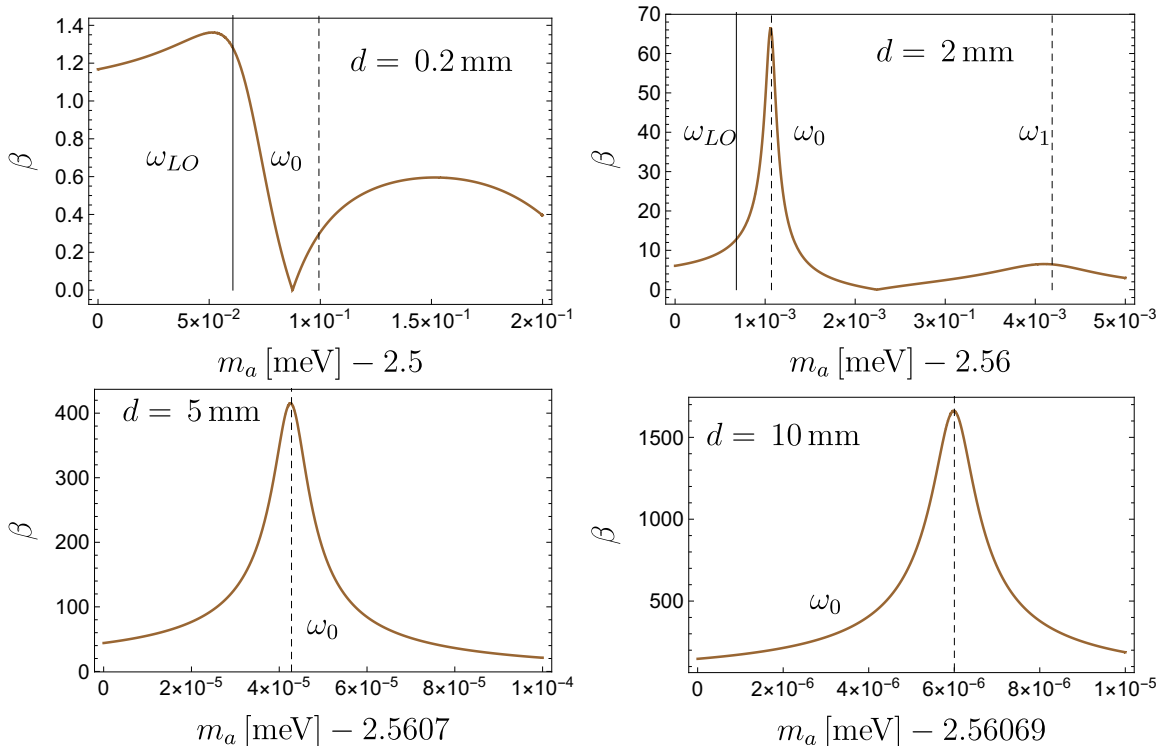 1.4
1.2
1.0
0.8
0.6
0.4
0.2
0.0
β
d = 0.2 mm
ω_LO
ω_0
0 5×10⁻² 1×10⁻¹ 1.5×10⁻¹ 2×10⁻¹
m_a [meV] − 2.5
70
60
50
40
30
20
10
0
β
d = 2 mm
ω_LO
ω_0
ω_1
0 1×10⁻³ 2×10⁻³ 3×10⁻¹ 4×10⁻³ 5×10⁻³
m_a [meV] − 2.56
400
300
200
100
0
β
d = 5 mm
ω_0
0 2×10⁻⁵ 4×10⁻⁵ 6×10⁻⁵ 8×10⁻⁵ 1×10⁻⁴
m_a [meV] − 2.5607
1500
1000
500
β
d = 10 mm
ω_0
0 2×10⁻⁶ 4×10⁻⁶ 6×10⁻⁶ 8×10⁻⁶ 1×10⁻⁵
m_a [meV] − 2.56069